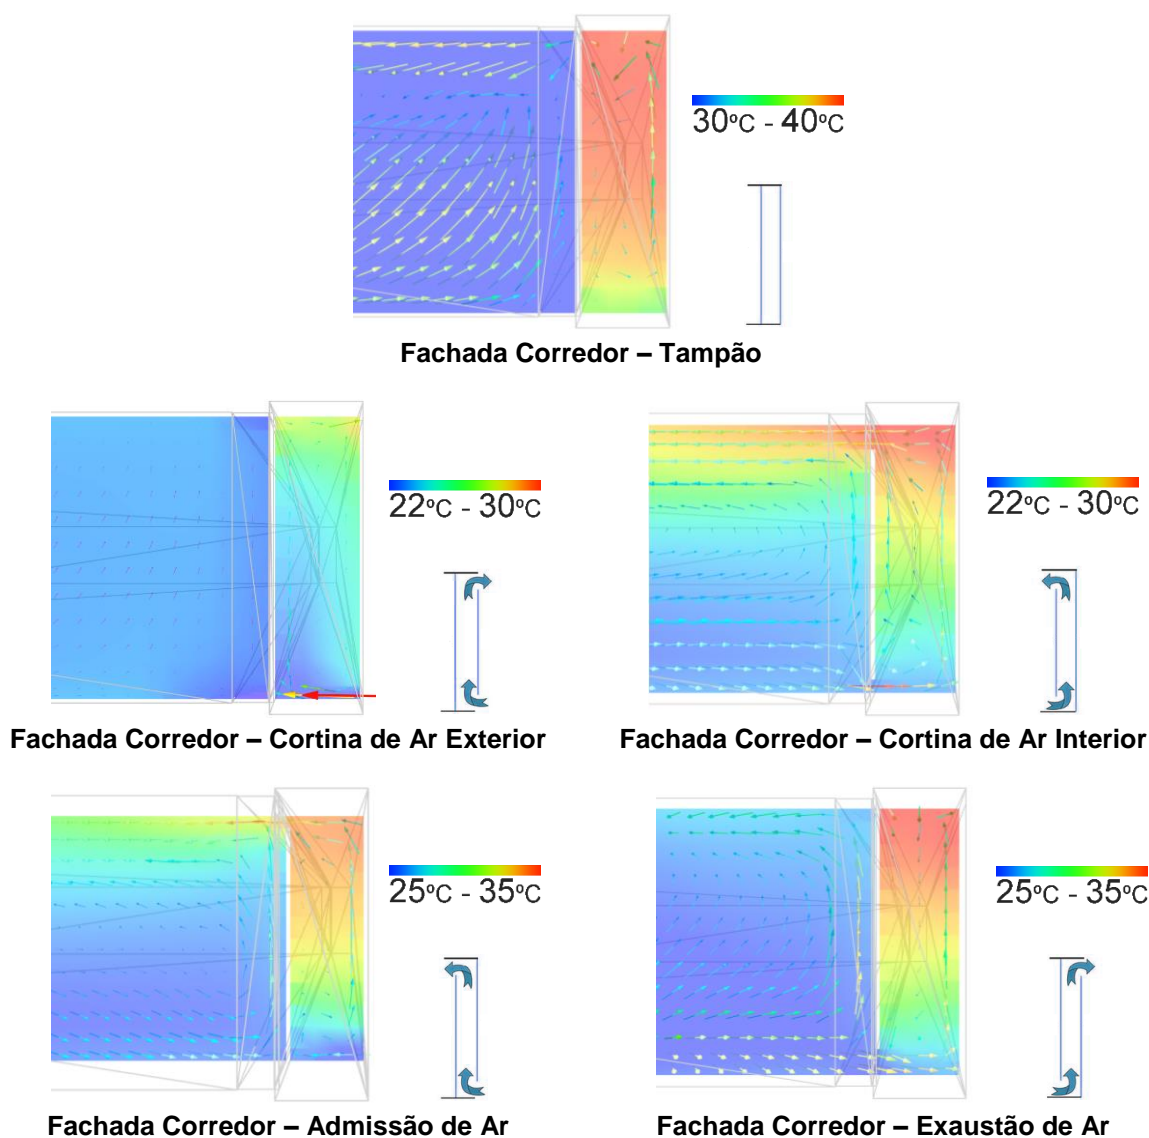 30ºC - 40ºC
Fachada Corredor – Tampão
22ºC - 30ºC
22ºC - 30ºC
Fachada Corredor – Cortina de Ar Exterior
Fachada Corredor – Cortina de Ar Interior
25ºC - 35ºC
25ºC - 35ºC
Fachada Corredor – Admissão de Ar
Fachada Corredor – Exaustão de Ar